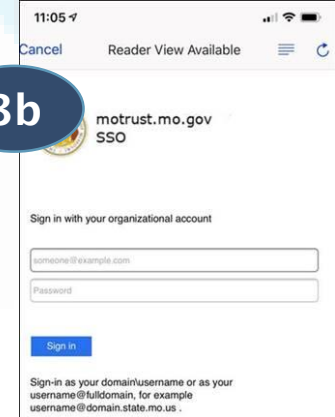 11:05
Cancel
Reader View Available
3b
motrust.mo.gov
SSO
Sign in with your organizational account
someone@example.com
Password
Sign in
Sign-in as your domain\username or as your
username@fulldomain, for example
username@domain.state.mo.us .